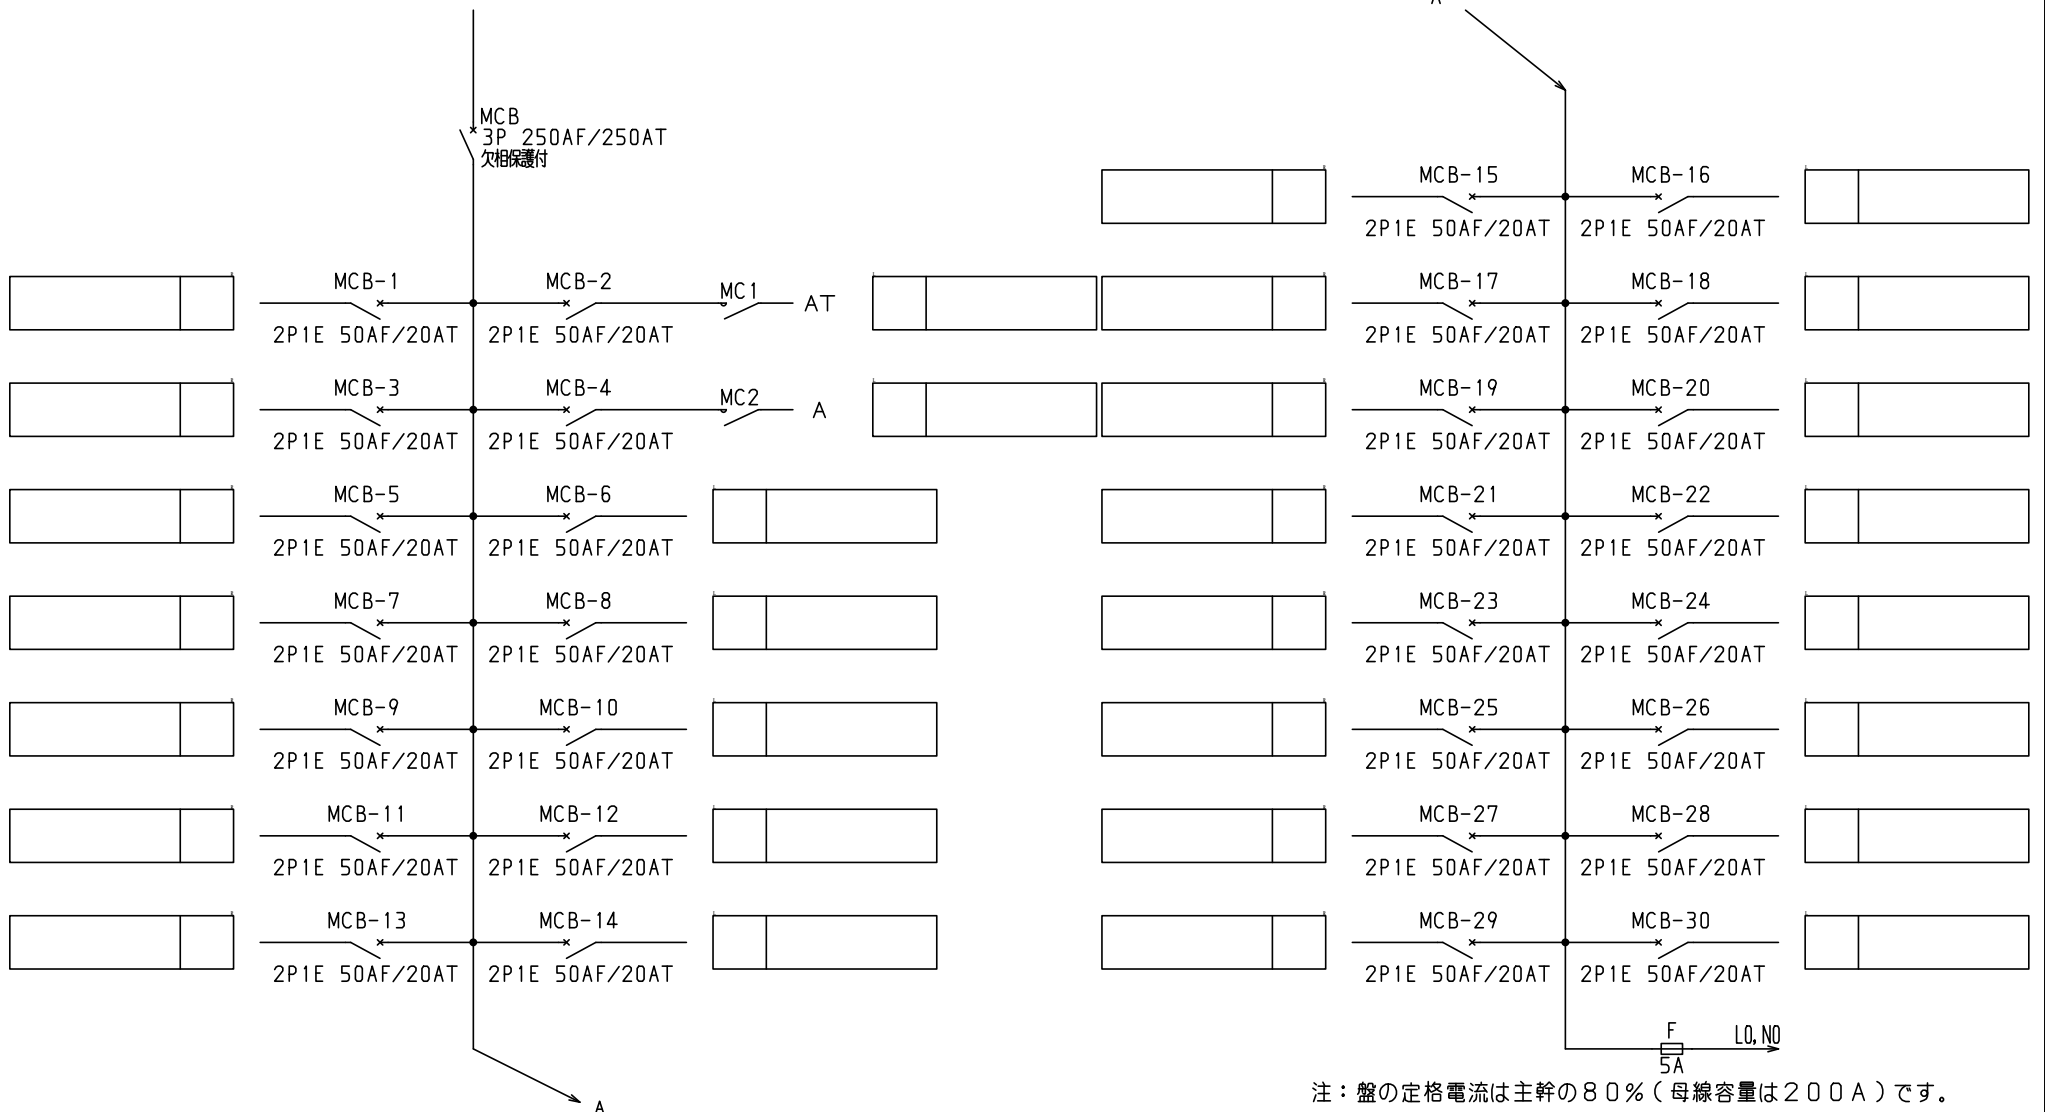 MCB
3P 250AF/250AT
欠相保護付
MCB-1 MCB-2 MC1 AT
2P1E 50AF/20AT 2P1E 50AF/20AT
MCB-3 MCB-4 MC2 A
2P1E 50AF/20AT 2P1E 50AF/20AT
MCB-5 MCB-6
2P1E 50AF/20AT 2P1E 50AF/20AT
MCB-7 MCB-8
2P1E 50AF/20AT 2P1E 50AF/20AT
MCB-9 MCB-10
2P1E 50AF/20AT 2P1E 50AF/20AT
MCB-11 MCB-12
2P1E 50AF/20AT 2P1E 50AF/20AT
MCB-13 MCB-14
2P1E 50AF/20AT 2P1E 50AF/20AT
A
A
MCB-15 MCB-16
2P1E 50AF/20AT 2P1E 50AF/20AT
MCB-17 MCB-18
2P1E 50AF/20AT 2P1E 50AF/20AT
MCB-19 MCB-20
2P1E 50AF/20AT 2P1E 50AF/20AT
MCB-21 MCB-22
2P1E 50AF/20AT 2P1E 50AF/20AT
MCB-23 MCB-24
2P1E 50AF/20AT 2P1E 50AF/20AT
MCB-25 MCB-26
2P1E 50AF/20AT 2P1E 50AF/20AT
MCB-27 MCB-28
2P1E 50AF/20AT 2P1E 50AF/20AT
MCB-29 MCB-30
2P1E 50AF/20AT 2P1E 50AF/20AT
F L0,N0
5A
注：盤の定格電流は主幹の８０％（母線容量は２００Ａ）です。